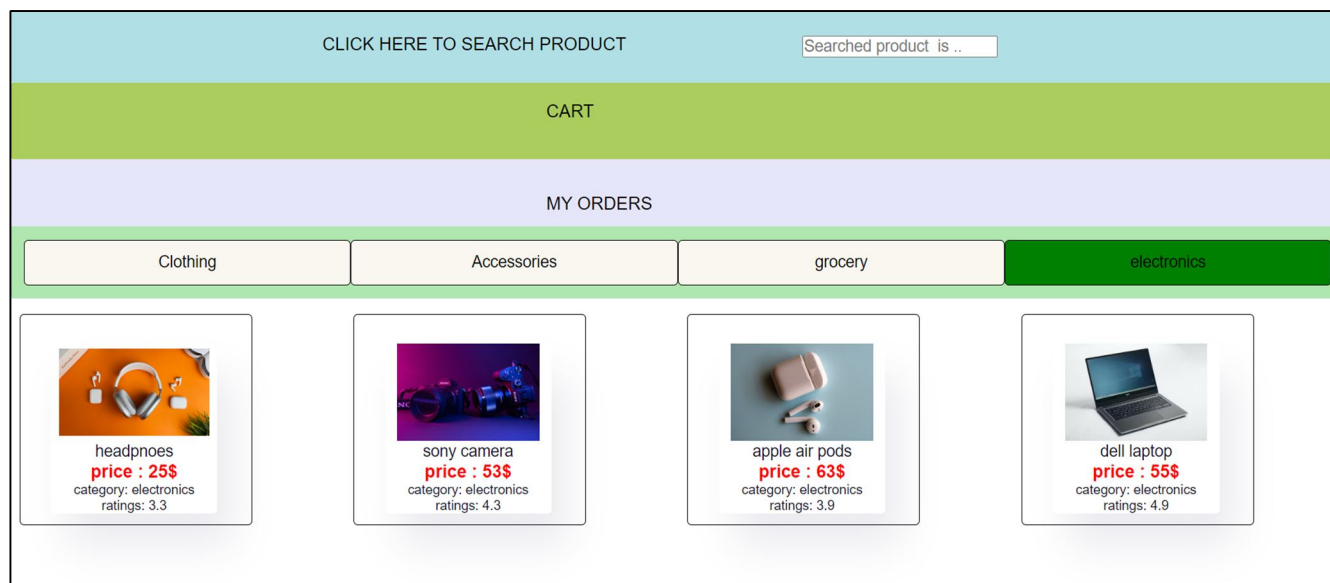 CLICK HERE TO SEARCH PRODUCT
Searched product is ..
CART
MY ORDERS
Clothing
Accessories
grocery
electronics
headpnoes
price : 25$
category: electronics
ratings: 3.3
sony camera
price : 53$
category: electronics
ratings: 4.3
apple air pods
price : 63$
category: electronics
ratings: 3.9
dell laptop
price : 55$
category: electronics
ratings: 4.9